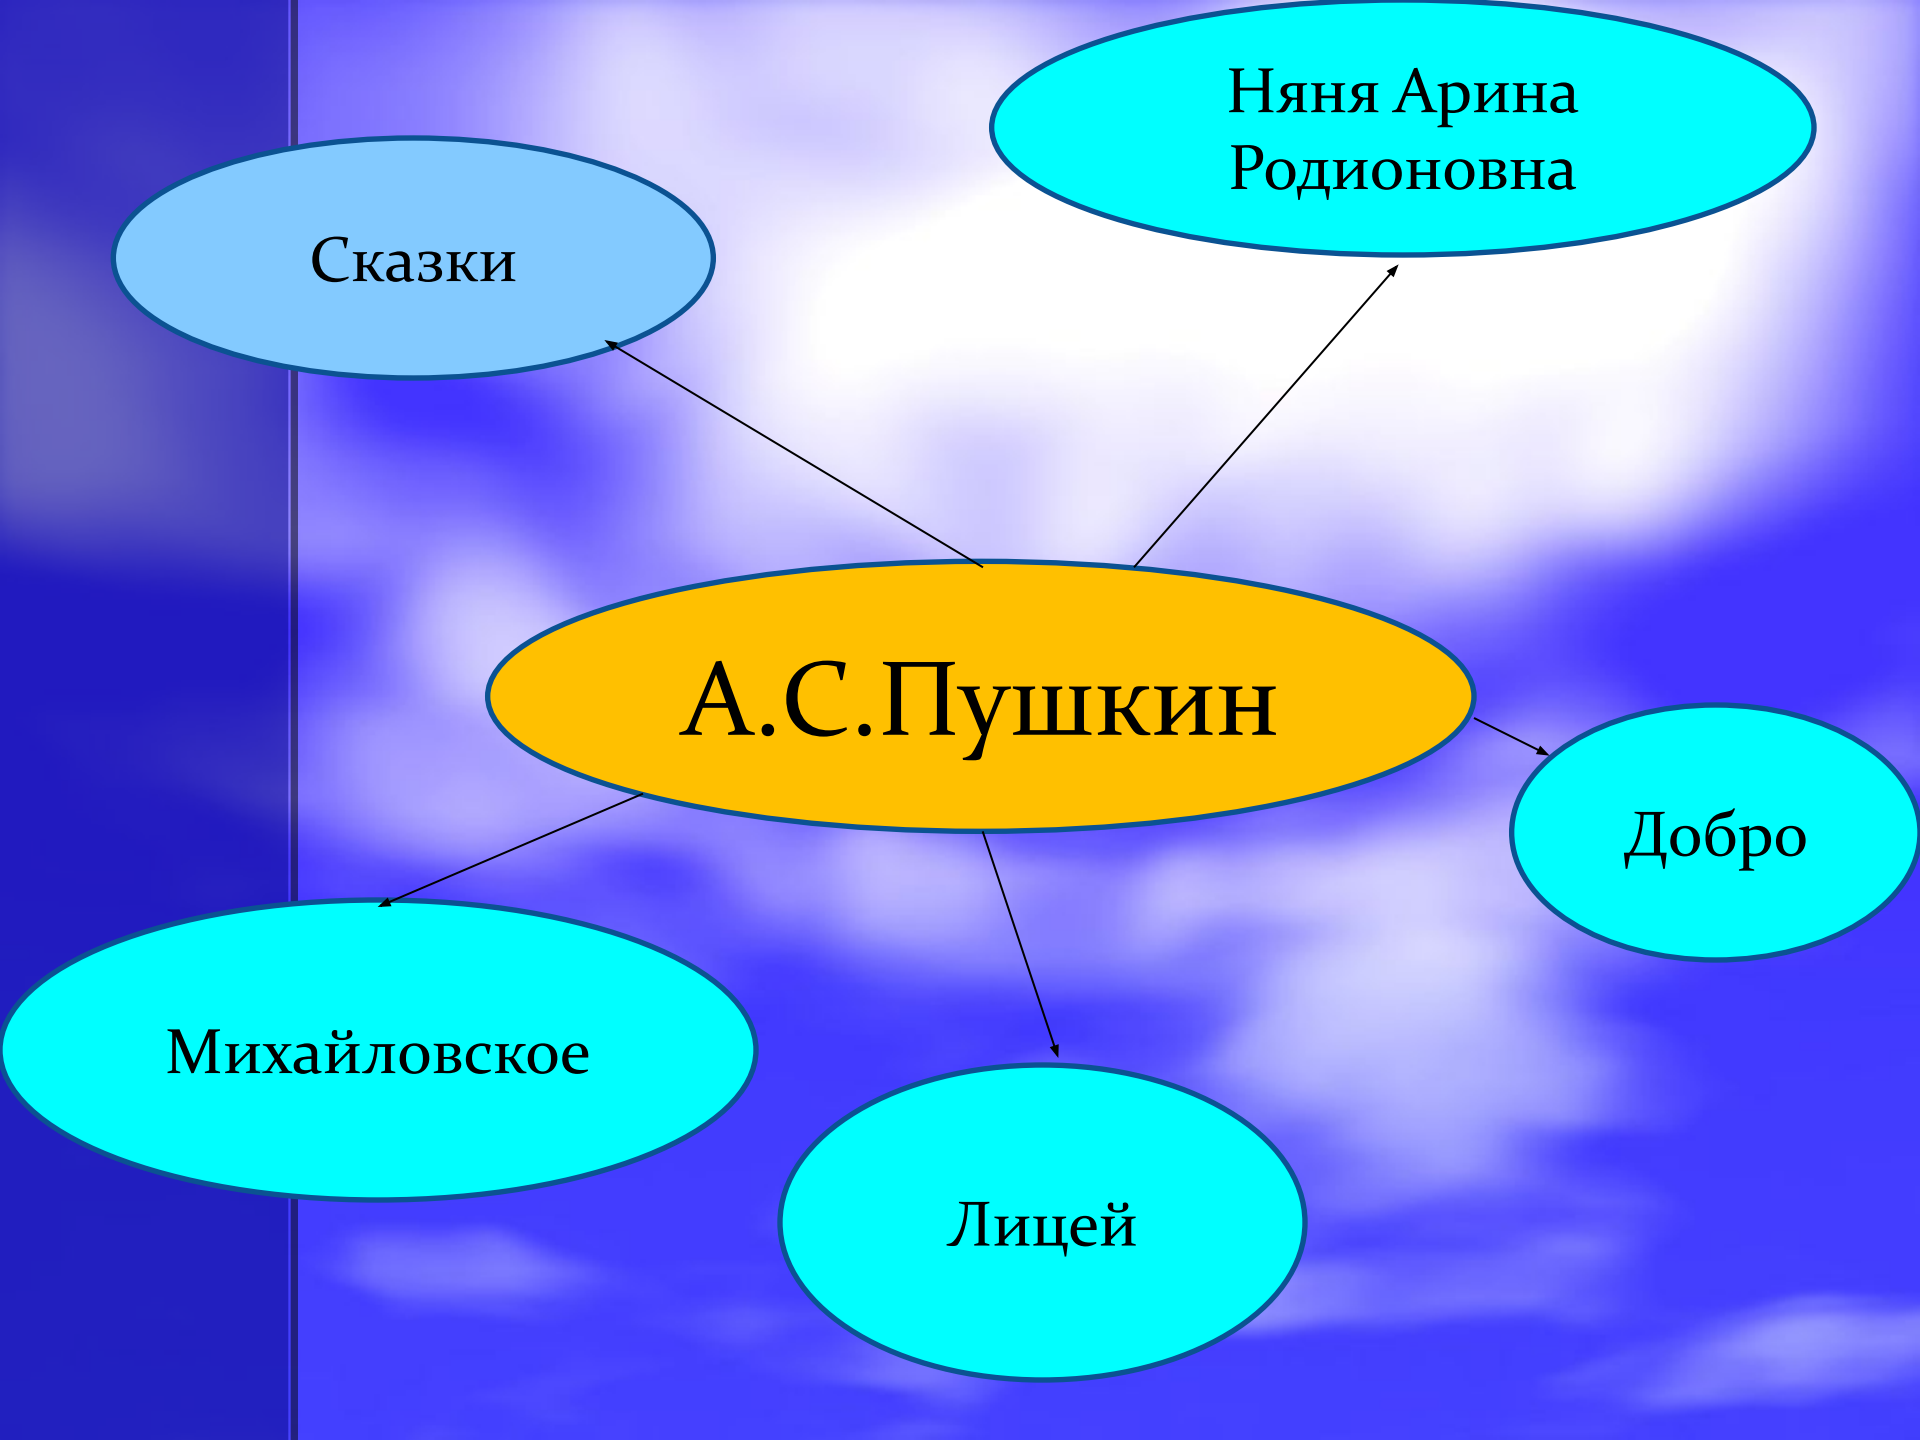 Няня Арина
Родионовна
Сказки
А.С.Пушкин
Добро
Михайловское
Лицей